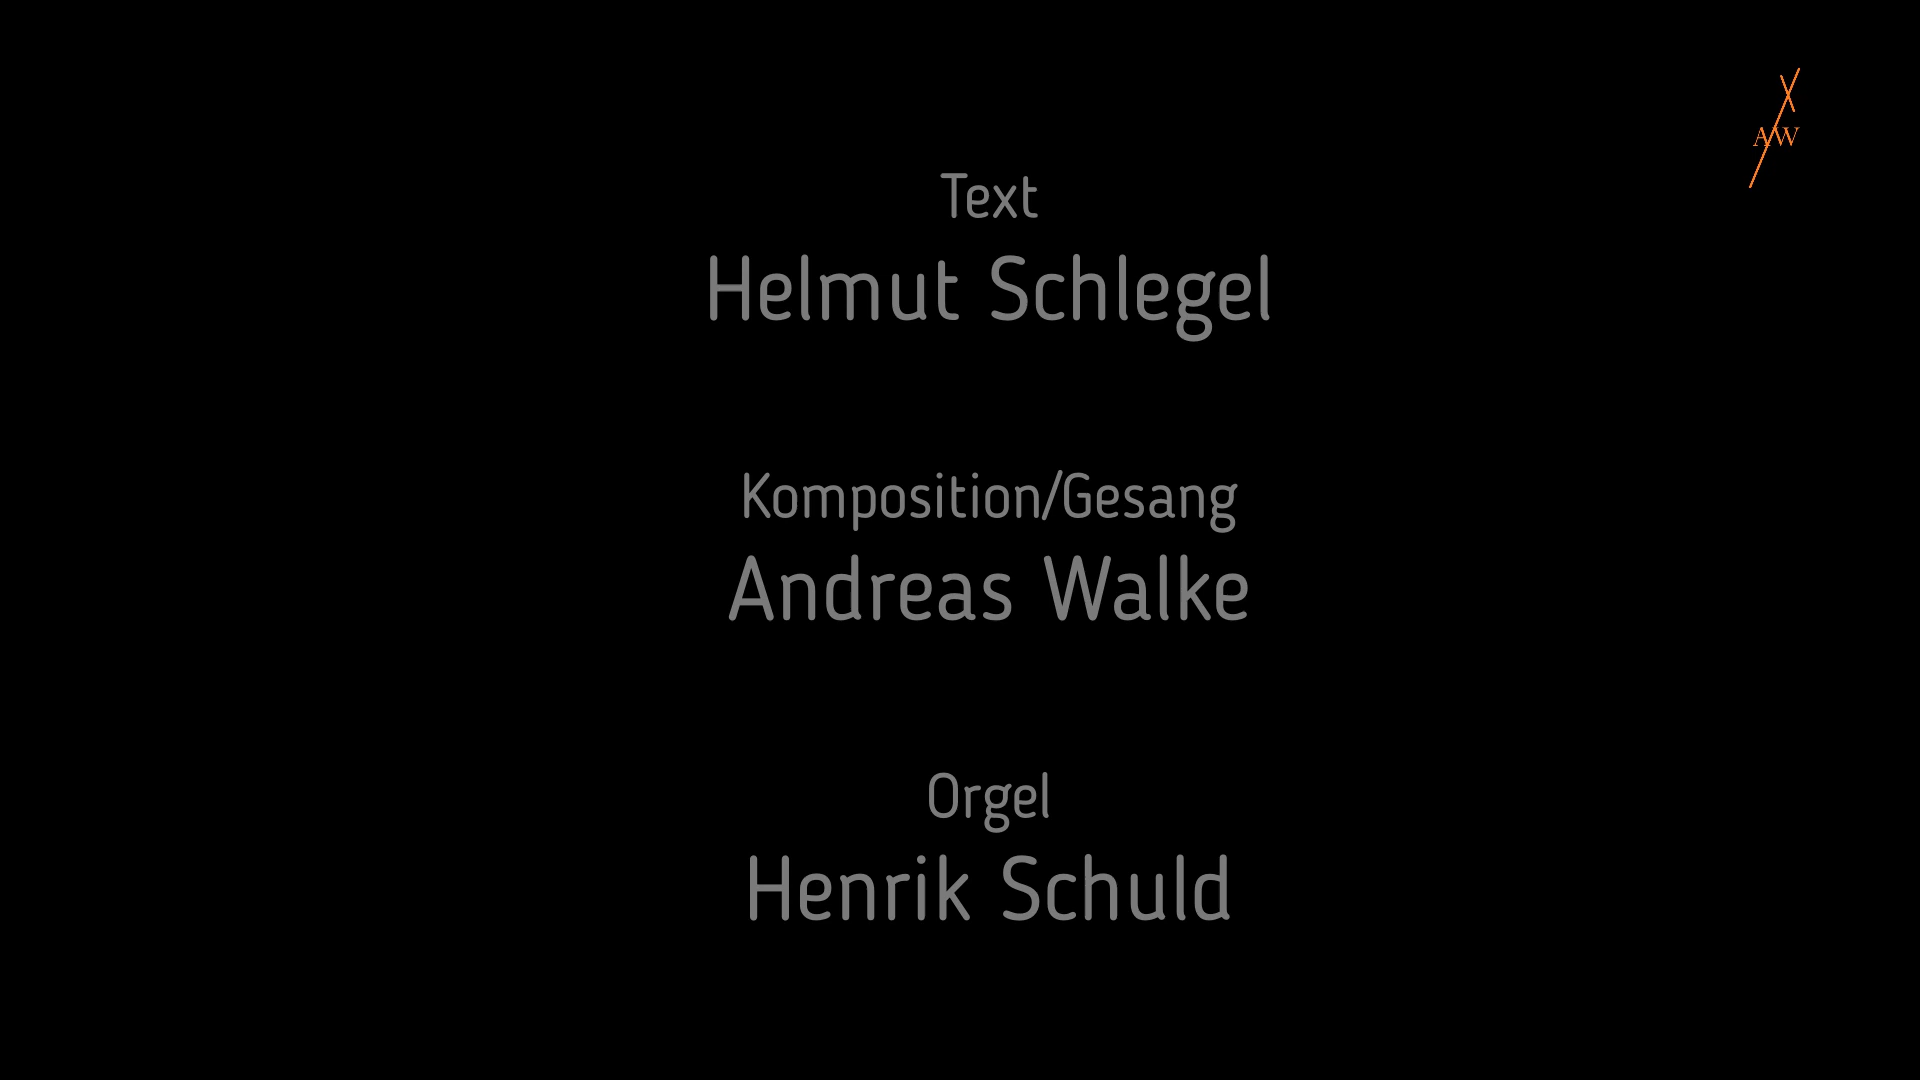 AW
Text
Helmut Schlegel
Komposition/Gesang
Andreas Walke
Orgel
Henrik Schuld